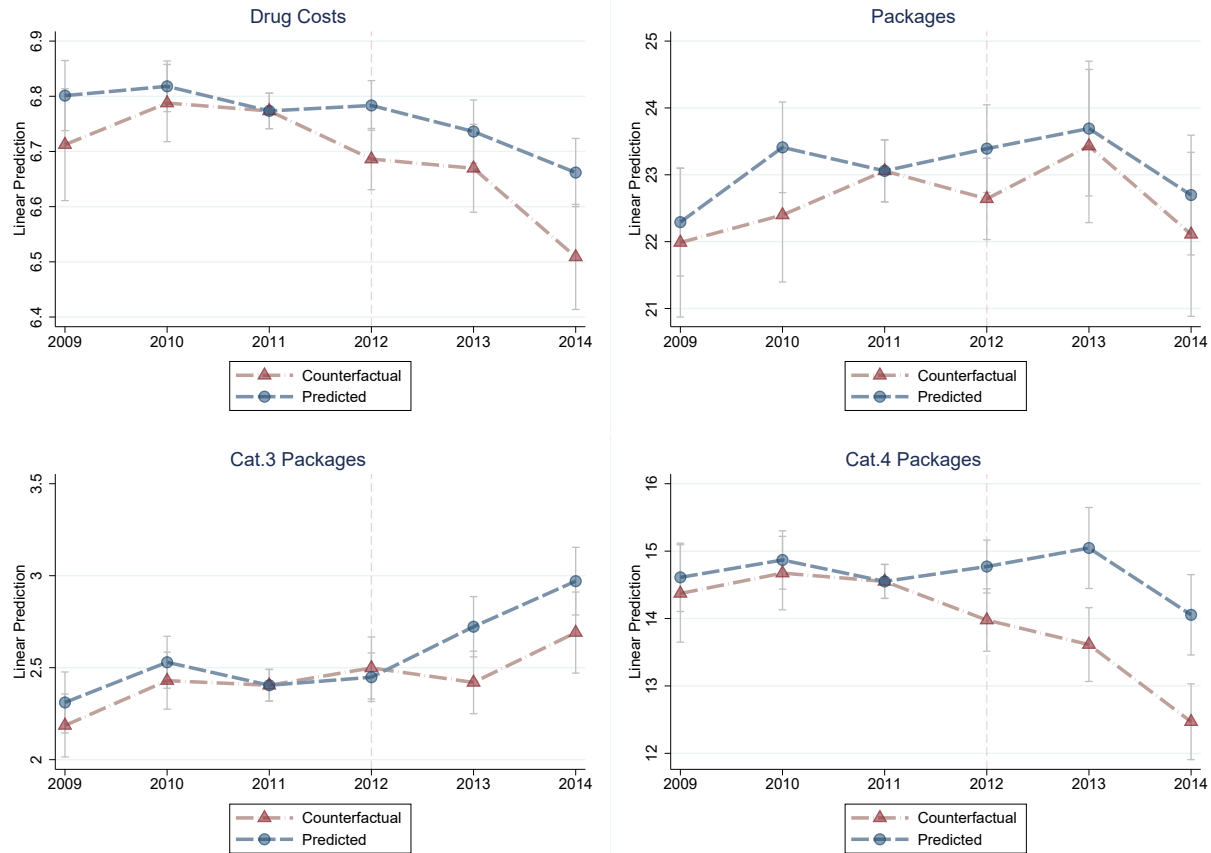 Drug Costs
Linear Prediction
6.9
6.8
6.7
6.6
6.5
6.4
2009 2010 2011 2012 2013 2014
Counterfactual
Predicted
Packages
Linear Prediction
25
24
23
22
21
2009 2010 2011 2012 2013 2014
Counterfactual
Predicted
Cat.3 Packages
Linear Prediction
3.5
3
2.5
2
2009 2010 2011 2012 2013 2014
Counterfactual
Predicted
Cat.4 Packages
Linear Prediction
16
15
14
13
12
2009 2010 2011 2012 2013 2014
Counterfactual
Predicted